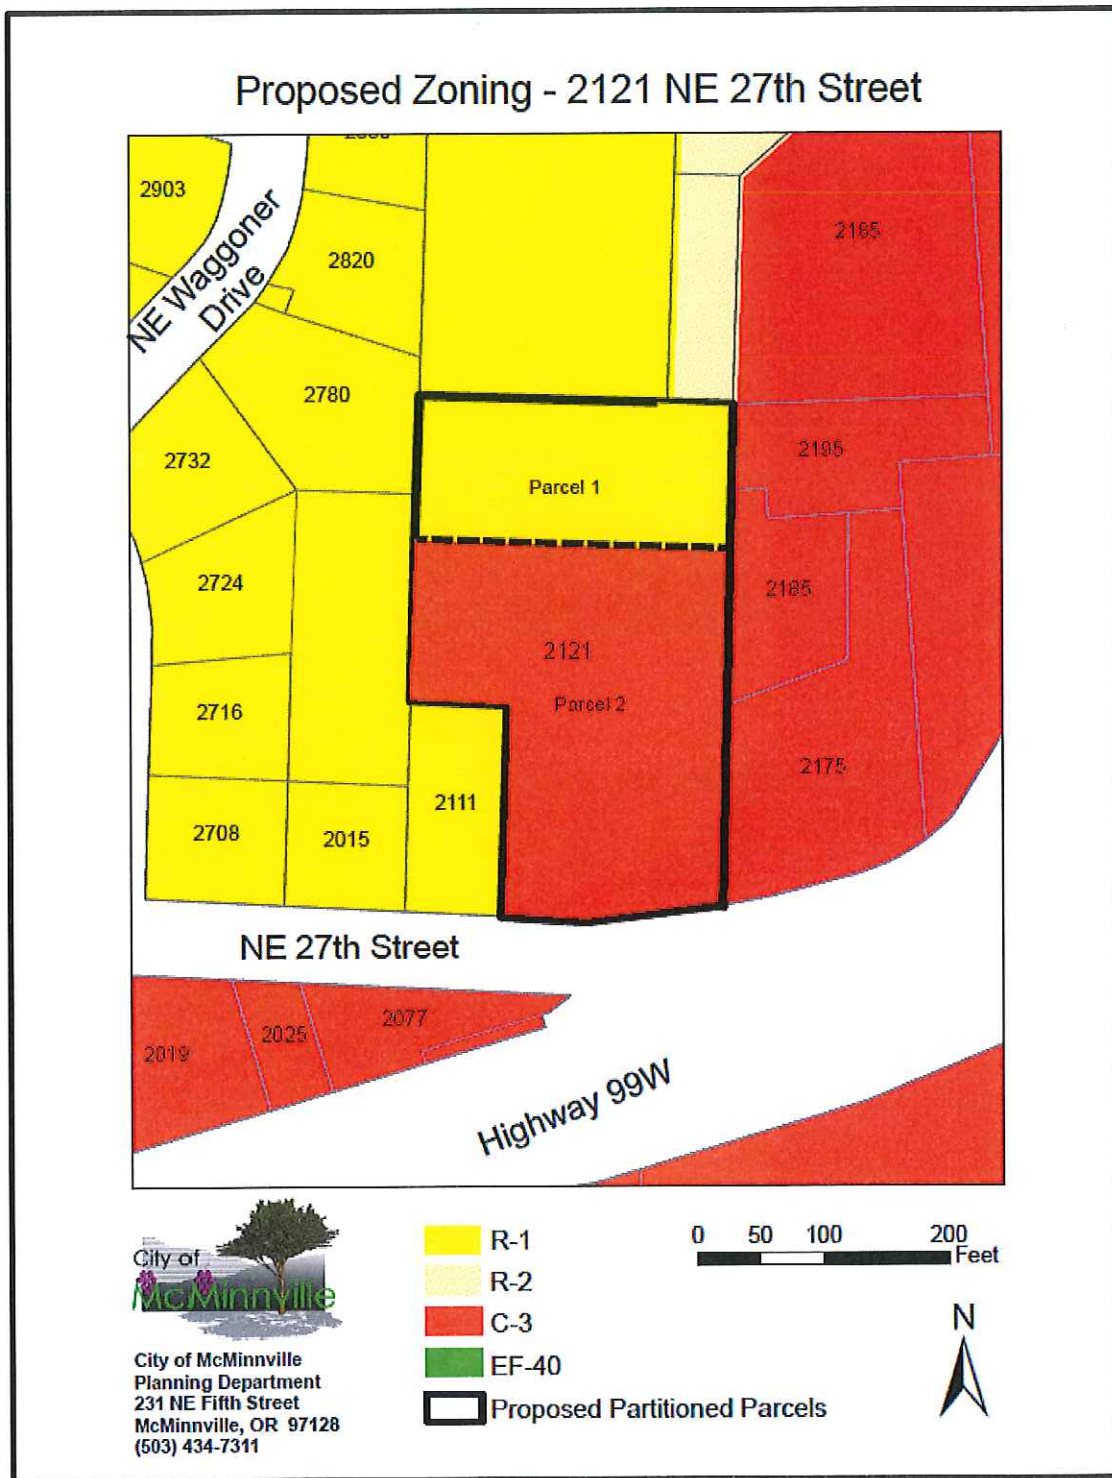 Proposed Zoning - 2121 NE 27th Street
2903
NE Waggoner
Drive
2820
2185
2780
2732
2195
Parcel 1
2724
2185
2121
Parcel 2
2716
2175
2111
2708
2015
NE 27th Street
2077
2025
2019
Highway 99W
City of
McMinnville
City of McMinnville
Planning Department
231 NE Fifth Street
McMinnville, OR 97128
(503) 434-7311
R-1
R-2
C-3
EF-40
Proposed Partitioned Parcels
0 50 100 200
Feet
N